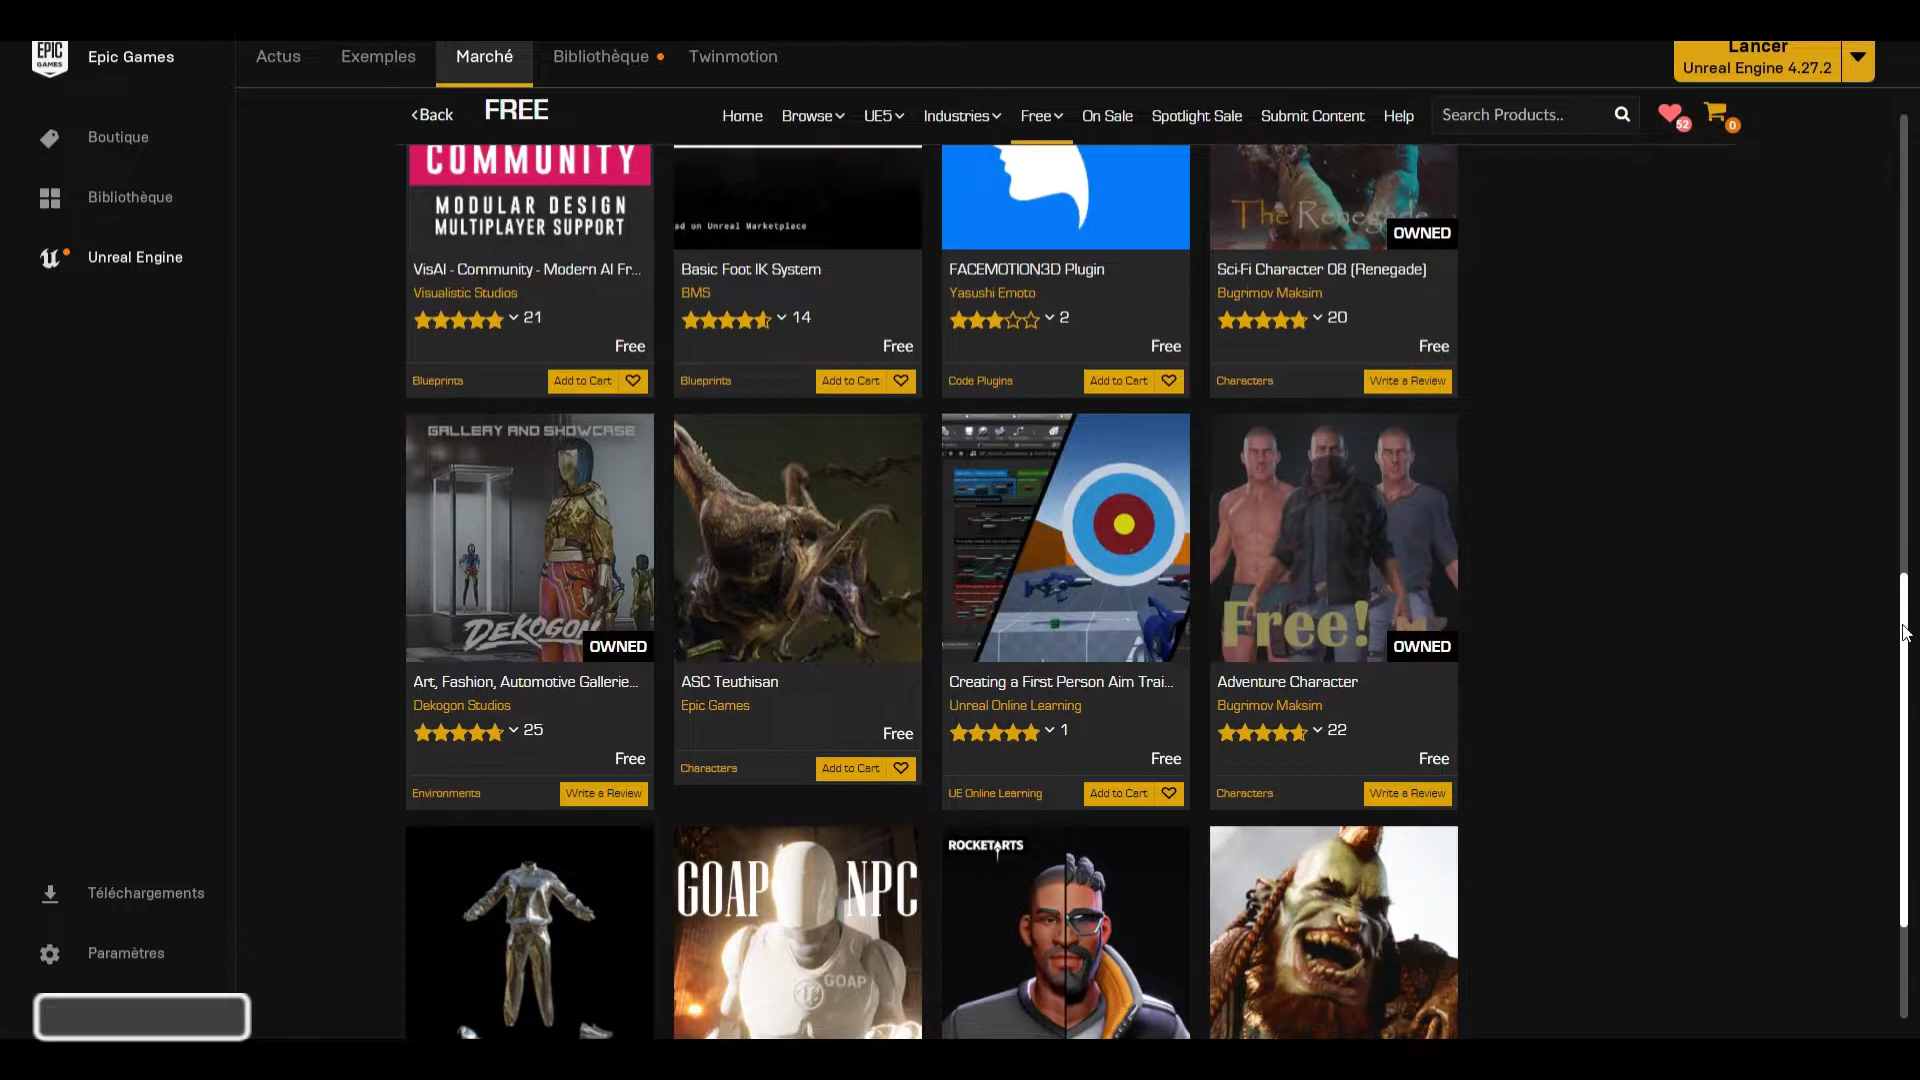 EPIC
GAMES
Epic Games
Boutique
Bibliothèque
Unreal Engine
Téléchargements
Paramètres
Actus
Exemples
Marché
Bibliothèque
Twinmotion
Lancer
Unreal Engine 4.27.2
Back
FREE
Home
Browse
UE5
Industries
Free
On Sale
Spotlight Sale
Submit Content
Help
Search Products..
52
0
COMMUNITY
MODULAR DESIGN
MULTIPLAYER SUPPORT
VisAI - Community - Modern AI Fr...
Visualistic Studios
21
Free
Blueprints
Add to Cart
ad on Unreal Marketplace
Basic Foot IK System
BMS
14
Free
Blueprints
Add to Cart
FACEMOTION3D Plugin
Yasushi Emoto
2
Free
Code Plugins
Add to Cart
The Renegade
OWNED
Sci-Fi Character 08 (Renegade)
Bugrimov Maksim
20
Free
Characters
Write a Review
GALLERY AND SHOWCASE
DEKOGON
OWNED
Art, Fashion, Automotive Gallerie...
Dekogon Studios
25
Free
Environments
Write a Review
ASC Teuthisan
Epic Games
Free
Characters
Add to Cart
Creating a First Person Aim Trai...
Unreal Online Learning
1
Free
UE Online Learning
Add to Cart
Free!
OWNED
Adventure Character
Bugrimov Maksim
22
Free
Characters
Write a Review
GOAP NPC
GOAP
ROCKETARTS